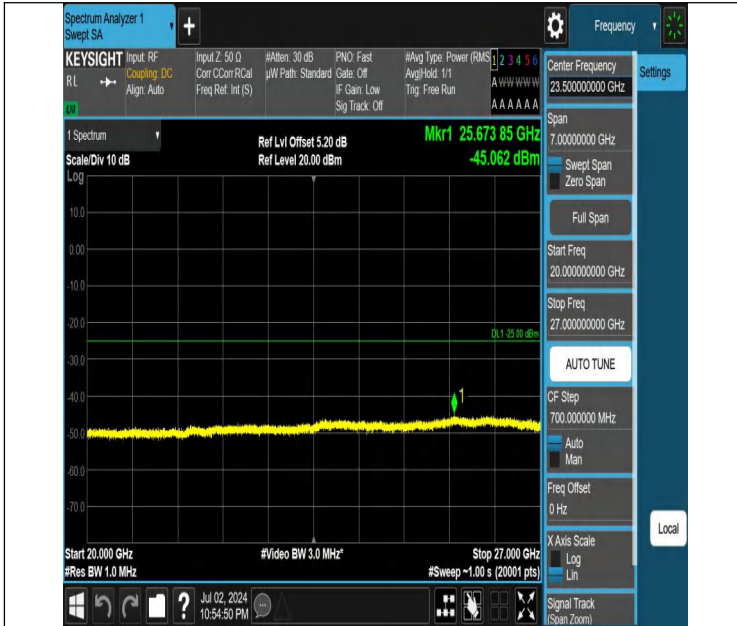 Spectrum Analyzer 1
Swept SA
+
Frequency
KEYSIGHT
RL
Input: RF
Coupling: DC
Align: Auto
Input Z: 50 Ω
Corr CCorr RCal
Freq Ref: Int (S)
#Atten: 30 dB
µW Path: Standard
PNO: Fast
Gate: Off
IF Gain: Low
Sig Track: Off
#Avg Type: Power (RMS
Avg|Hold: 1/1
Trig: Free Run
1 2 3 4 5 6
A W W W W W
A A A A A A
1 Spectrum
Scale/Div 10 dB
Ref Lvl Offset 5.20 dB
Ref Level 20.00 dBm
Mkr1 25.673 85 GHz
-45.062 dBm
Log
10.0
0.00
-10.0
-20.0
DL1 -25.00 dBm
-30.0
-40.0
1
-50.0
-60.0
-70.0
Start 20.000 GHz
#Res BW 1.0 MHz
#Video BW 3.0 MHz*
Stop 27.000 GHz
#Sweep ~1.00 s (20001 pts)
?
Jul 02, 2024
10:54:50 PM
Center Frequency
23.500000000 GHz
Settings
Span
7.00000000 GHz
Swept Span
Zero Span
Full Span
Start Freq
20.000000000 GHz
Stop Freq
27.000000000 GHz
AUTO TUNE
CF Step
700.000000 MHz
Auto
Man
Freq Offset
0 Hz
X Axis Scale
Log
Lin
Local
Signal Track
(Span Zoom)